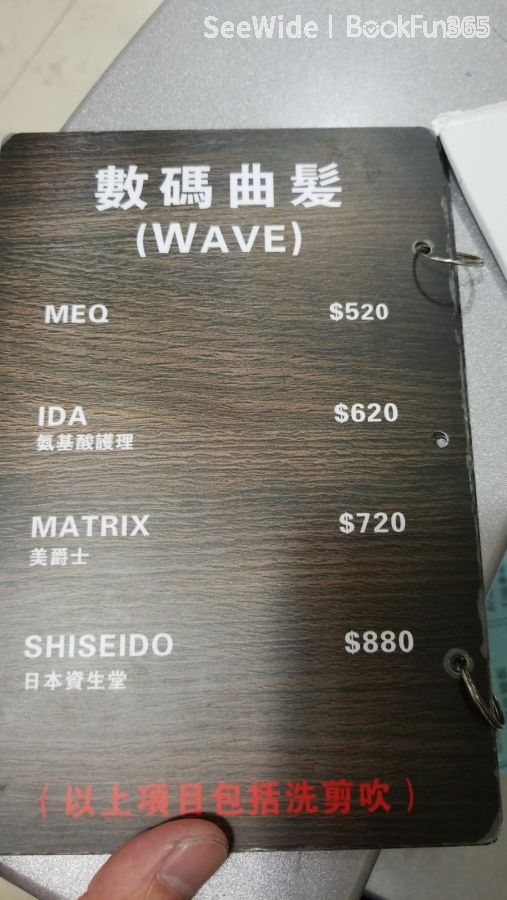 SeeWide | BookFun365
數碼曲髮
(WAVE)
MEQ $520
IDA $620
氨基酸護理
MATRIX $720
美爵士
SHISEIDO $880
日本資生堂
(以上項目包括洗剪吹)